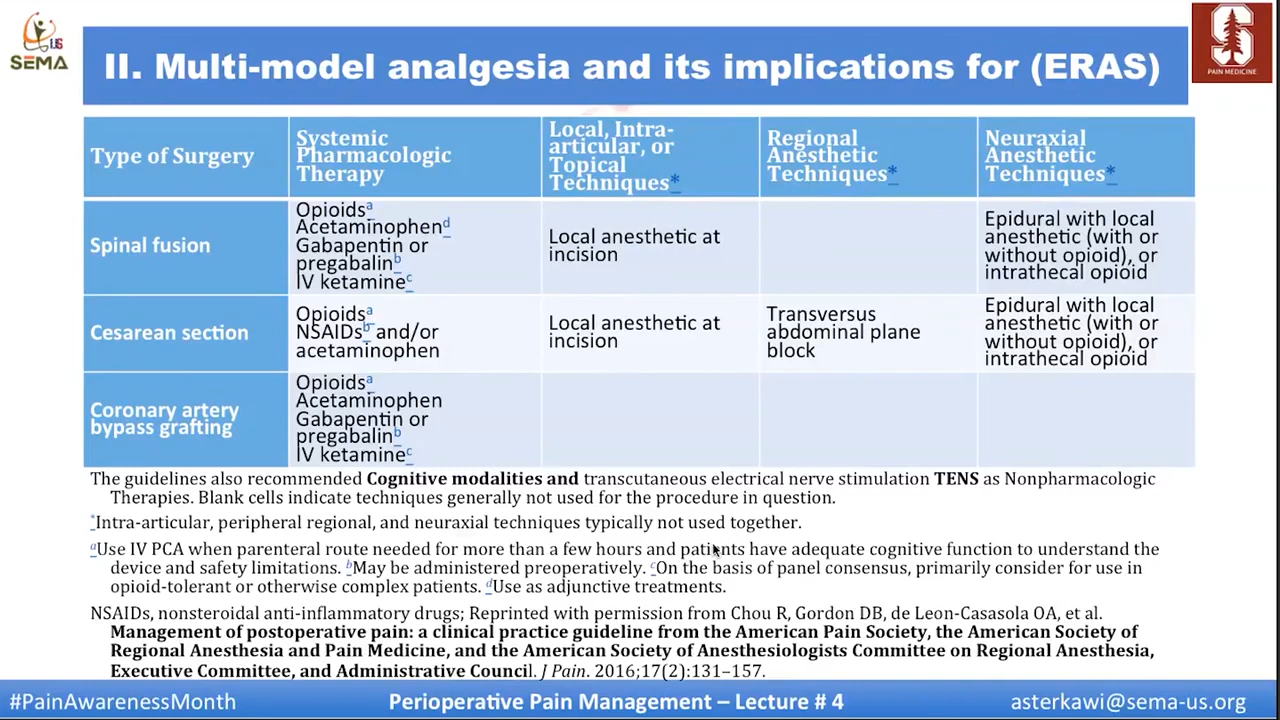 US
SEMA
S
PAIN MEDICINE
II. Multi-model analgesia and its implications for (ERAS)
Type of Surgery
Systemic
Pharmacologic
Therapy
Local, Intra-
articular, or
Topical
Techniques*
Regional
Anesthetic
Techniques*
Neuraxial
Anesthetic
Techniques*
Spinal fusion
Opioidsa
Acetaminophend
Gabapentin or
pregabalinb
IV ketaminec
Local anesthetic at
incision
Epidural with local
anesthetic (with or
without opioid), or
intrathecal opioid
Cesarean section
Opioidsa
NSAIDsb and/or
acetaminophen
Local anesthetic at
incision
Transversus
abdominal plane
block
Epidural with local
anesthetic (with or
without opioid), or
intrathecal opioid
Coronary artery
bypass grafting
Opioidsa
Acetaminophen
Gabapentin or
pregabalinb
IV ketaminec
The guidelines also recommended Cognitive modalities and transcutaneous electrical nerve stimulation TENS as Nonpharmacologic
Therapies. Blank cells indicate techniques generally not used for the procedure in question.
*Intra-articular, peripheral regional, and neuraxial techniques typically not used together.
aUse IV PCA when parenteral route needed for more than a few hours and patients have adequate cognitive function to understand the
device and safety limitations. bMay be administered preoperatively. cOn the basis of panel consensus, primarily consider for use in
opioid-tolerant or otherwise complex patients. dUse as adjunctive treatments.
NSAIDs, nonsteroidal anti-inflammatory drugs; Reprinted with permission from Chou R, Gordon DB, de Leon-Casasola OA, et al.
Management of postoperative pain: a clinical practice guideline from the American Pain Society, the American Society of
Regional Anesthesia and Pain Medicine, and the American Society of Anesthesiologists Committee on Regional Anesthesia,
Executive Committee, and Administrative Council. J Pain. 2016;17(2):131–157.
#PainAwarenessMonth
Perioperative Pain Management – Lecture # 4
asterkawi@sema-us.org